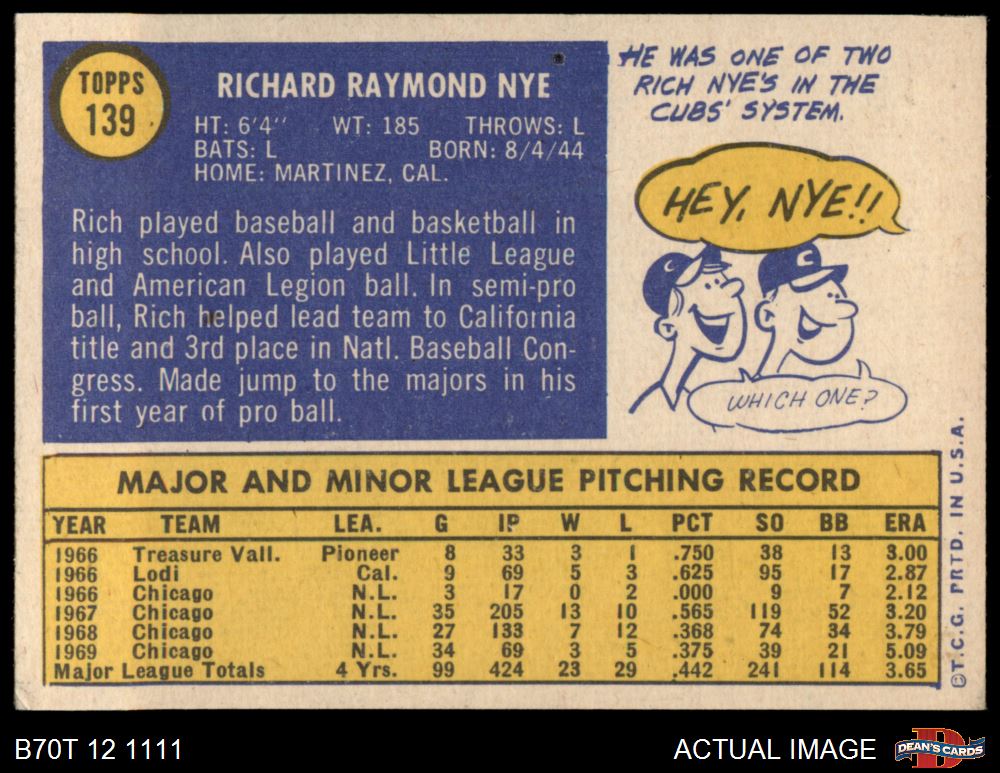 TOPPS
139
RICHARD RAYMOND NYE
HT: 6'4'' WT: 185 THROWS: L
BATS: L BORN: 8/4/44
HOME: MARTINEZ, CAL.
Rich played baseball and basketball in
high school. Also played Little League
and American Legion ball. In semi-pro
ball, Rich helped lead team to California
title and 3rd place in Natl. Baseball Con-
gress. Made jump to the majors in his
first year of pro ball.
HE WAS ONE OF TWO
RICH NYE'S IN THE
CUBS' SYSTEM.
HEY, NYE!!
C
C
WHICH ONE?
MAJOR AND MINOR LEAGUE PITCHING RECORD
YEAR TEAM LEA. G IP W L PCT SO BB ERA
1966 Treasure Vall. Pioneer 8 33 3 1 .750 38 13 3.00
1966 Lodi Cal. 9 69 5 3 .625 95 17 2.87
1966 Chicago N.L. 3 17 0 2 .000 9 7 2.12
1967 Chicago N.L. 35 205 13 10 .565 119 52 3.20
1968 Chicago N.L. 27 133 7 12 .368 74 34 3.79
1969 Chicago N.L. 34 69 3 5 .375 39 21 5.09
Major League Totals 4 Yrs. 99 424 23 29 .442 241 114 3.65
©T.C.G. PRTD. IN U.S.A.
B70T 12 1111
ACTUAL IMAGE
D
DEAN'S CARDS